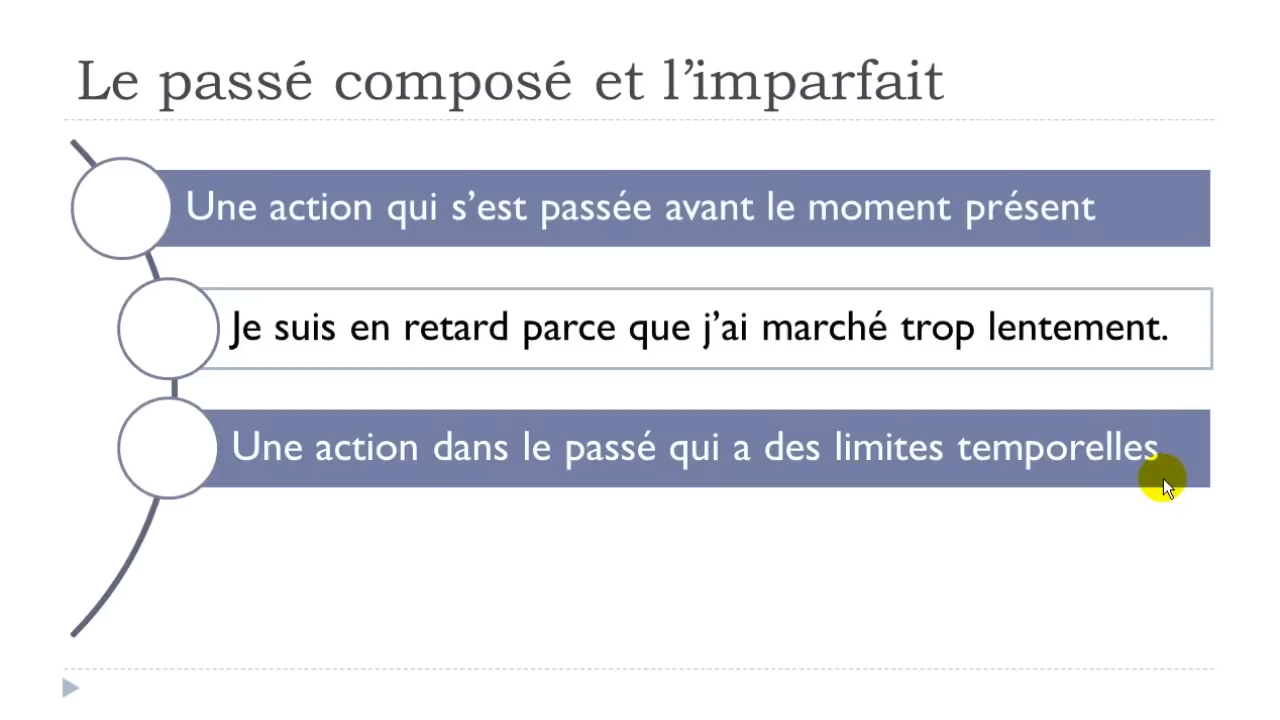 Le passé composé et l’imparfait
Une action qui s’est passée avant le moment présent
Je suis en retard parce que j’ai marché trop lentement.
Une action dans le passé qui a des limites temporelles